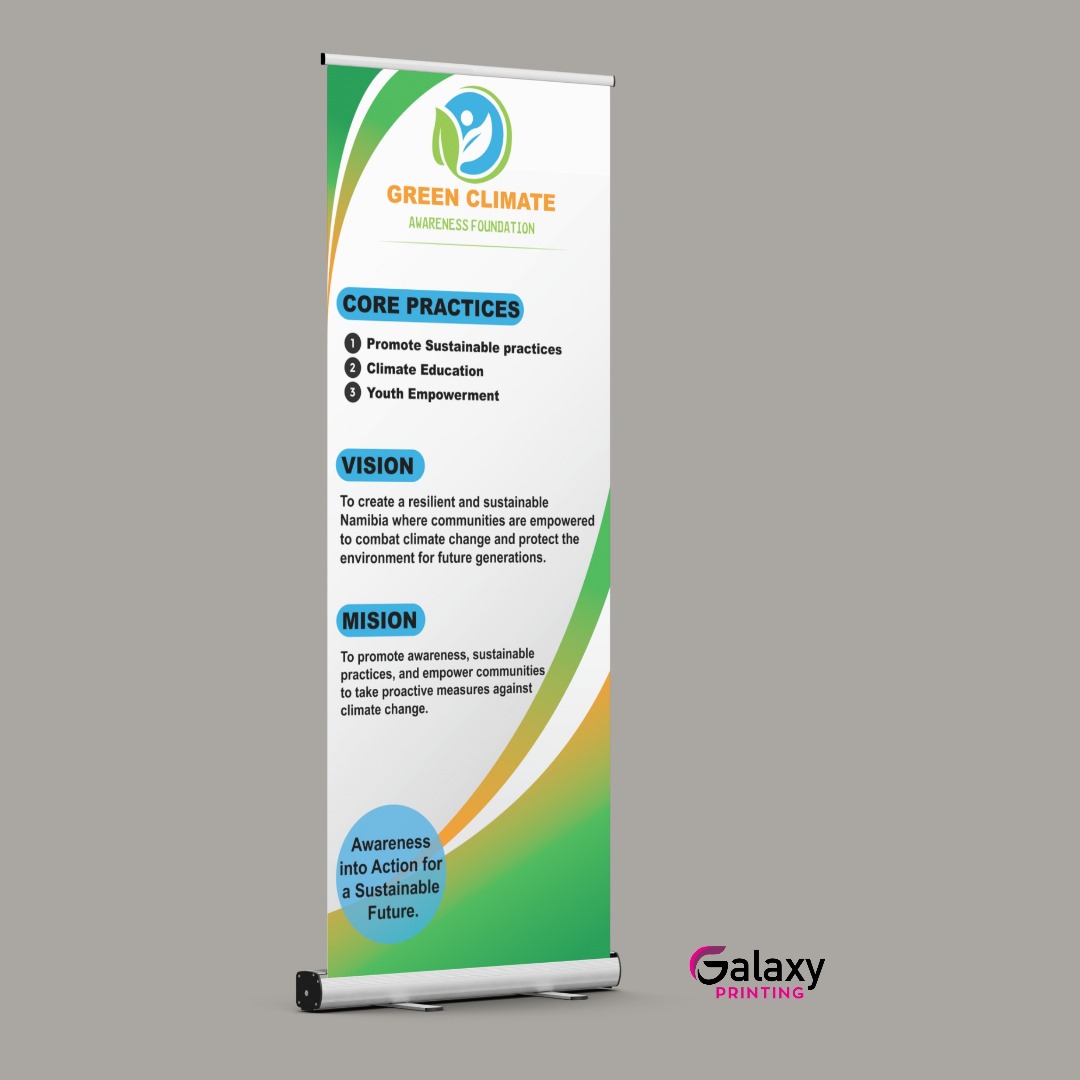 GREEN CLIMATE
AWARENESS FOUNDATION
CORE PRACTICES
1 Promote Sustainable practices
2 Climate Education
3 Youth Empowerment
VISION
To create a resilient and sustainable
Namibia where communities are empowered
to combat climate change and protect the
environment for future generations.
MISION
To promote awareness, sustainable
practices, and empower communities
to take proactive measures against
climate change.
Awareness
into Action for
a Sustainable
Future.
Galaxy
PRINTING